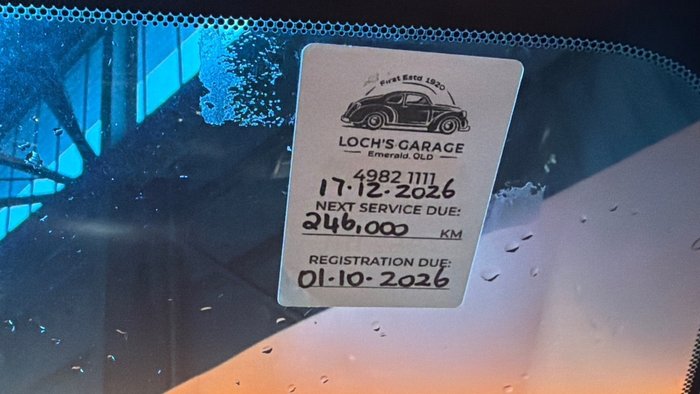 First Estd 1920
LOCH'S GARAGE
Emerald, QLD
4982 1111
17.12.2026
NEXT SERVICE DUE:
246,000 KM
REGISTRATION DUE:
01.10.2026